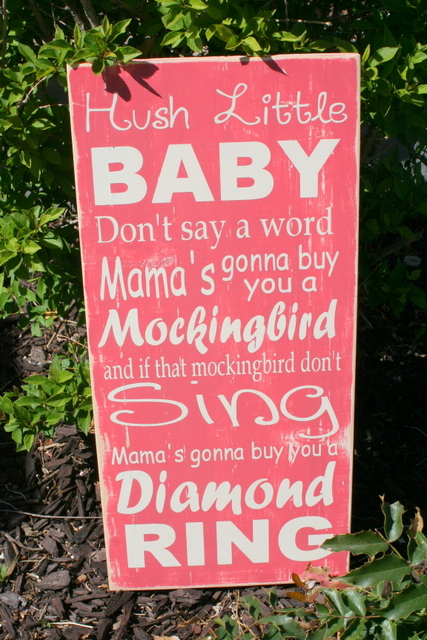 Hush Little
BABY
Don't say a word
Mama's gonna buy
you a
Mockingbird
and if that mockingbird don't
Sing
Mama's gonna buy you a
Diamond
RING